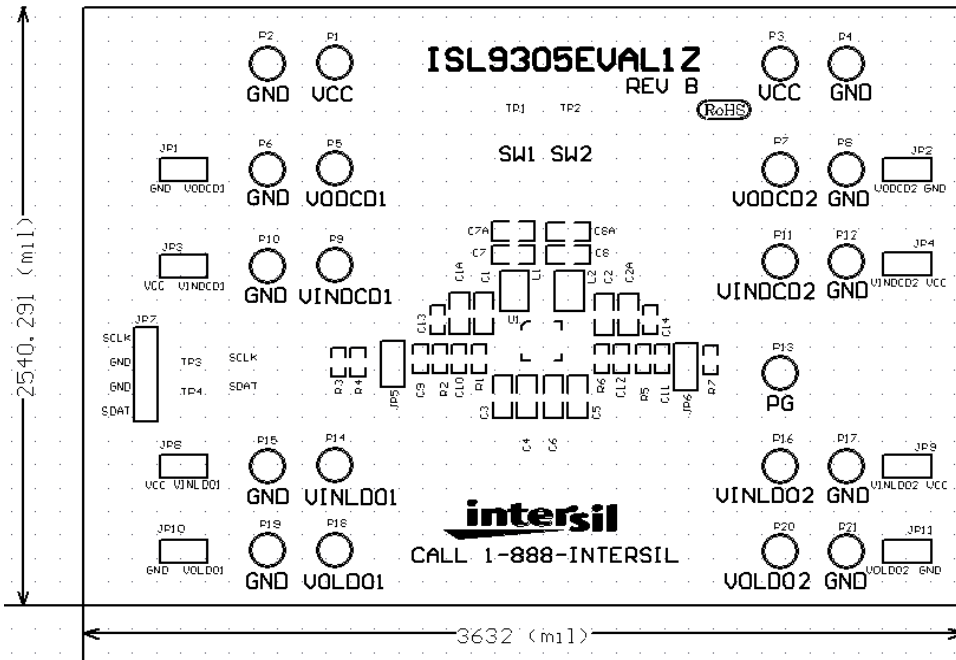 P2 P1 ISL9305EVAL1Z P3 P4
REV B
GND VCC VCC GND
TP1 TP2 RoHS
JP1 P6 P5 SW1 SW2 P7 P8 JP2
GND VODCD1 VODCD2 GND
GND VODCD1 VODCD2 GND
C7A C8A
JP3 P10 P9 C7 C8 P11 P12 JP4
C1A C1 L1 L2 C2 C2A
VCC VINDCD1 VINDCD2 VCC
GND VINDCD1 VINDCD2 GND
JP7 C13 U1 C14
SCLK
GND TP3 SCLK P13
GND TP4 SDAT
SDAT
R3 R4 JP5 C9 R2 C10 R1 R6 C12 R5 C11 JP6 R7
PG
C3 C4 C6 C5
JP8 P15 P14 P16 P17 JP9
VCC VINLDO1 VINLDO2 VCC
GND VINLDO1 VINLDO2 GND
intersil
JP10 P19 P18 P20 P21 JP11
CALL 1-888-INTERSIL
GND VOLDO1 VOLDO2 GND
GND VOLDO1 VOLDO2 GND
2540.291 (mil)
3632 (mil)